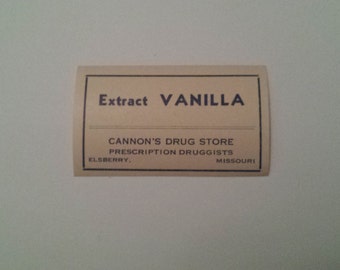 Extract VANILLA
CANNON'S DRUG STORE
PRESCRIPTION DRUGGISTS
ELSBERRY, MISSOURI